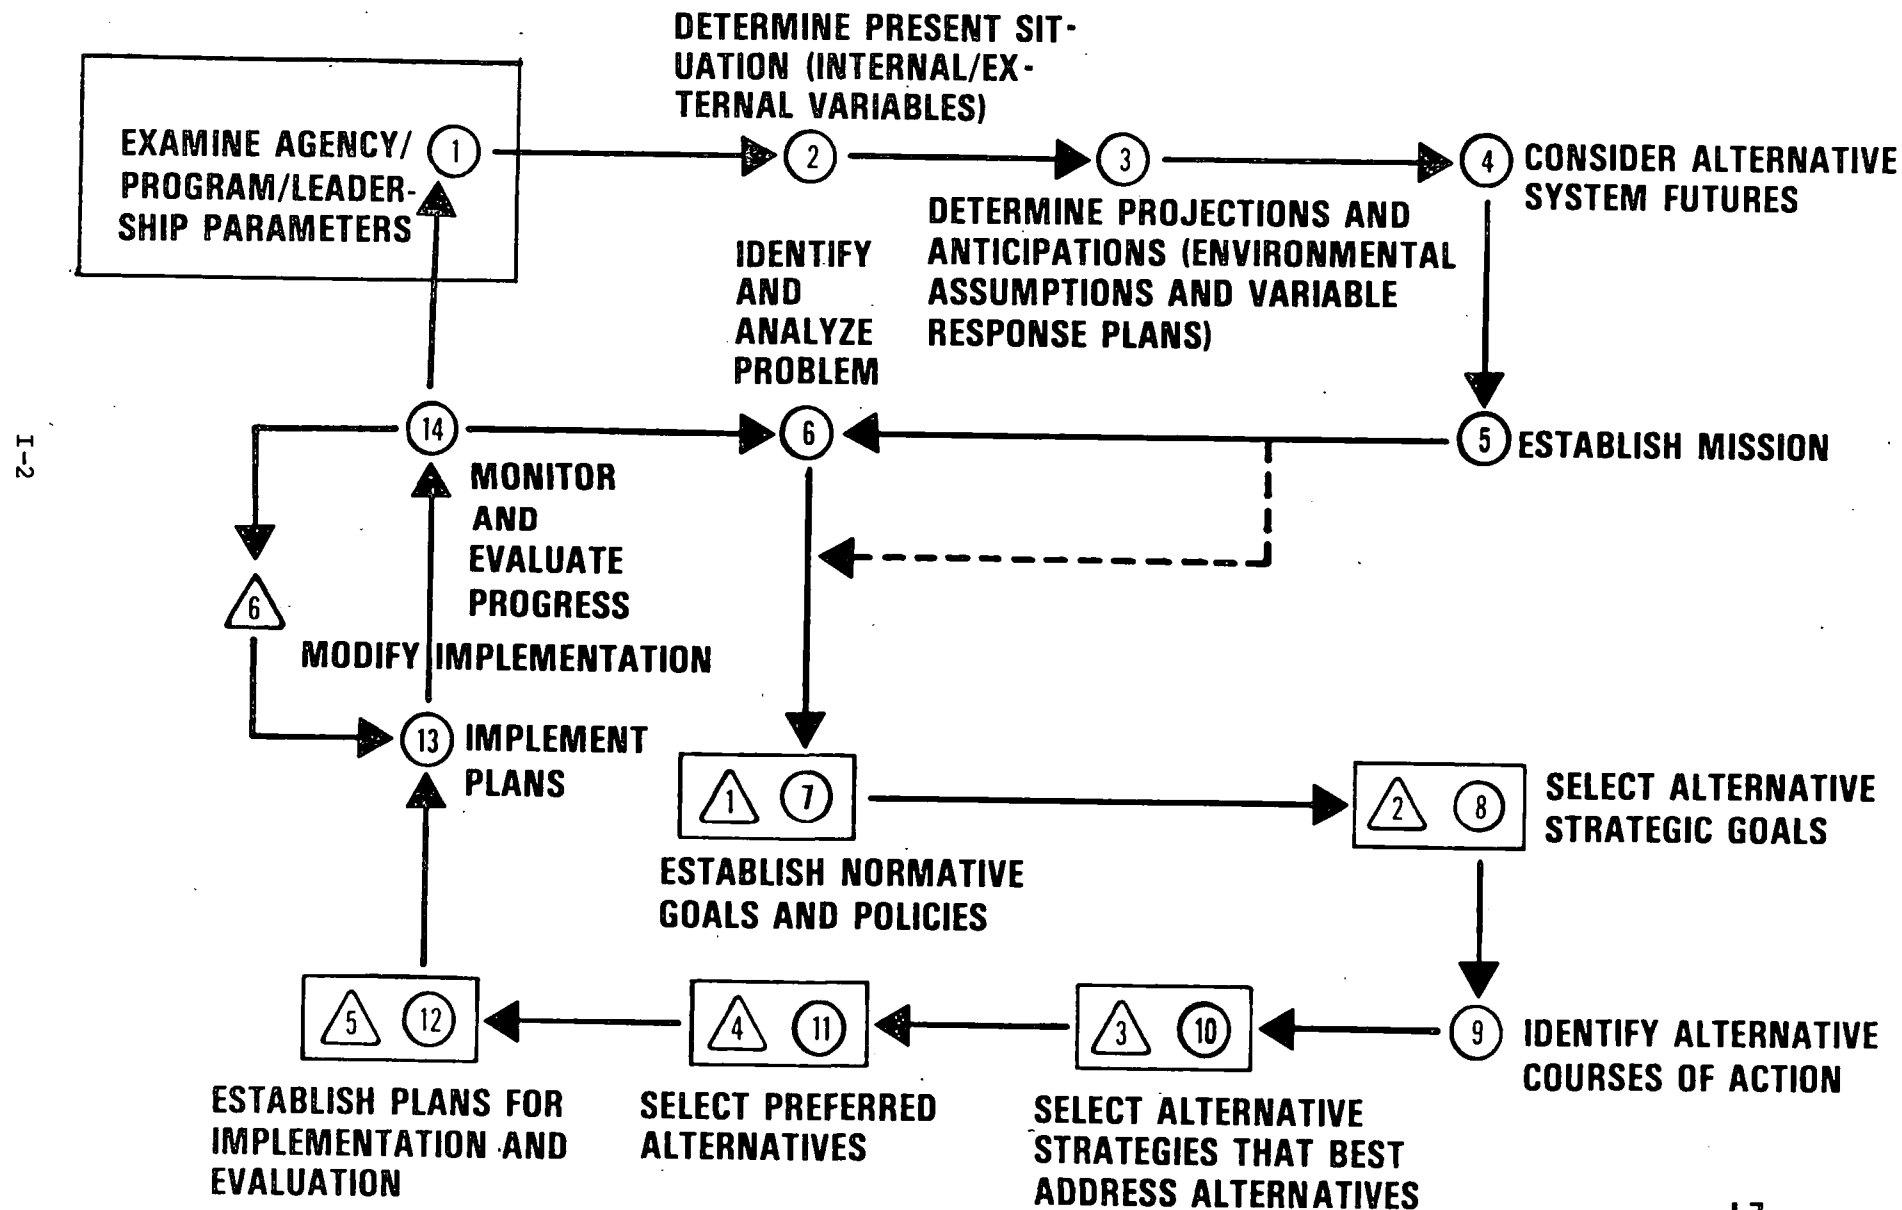 DETERMINE PRESENT SIT-
UATION (INTERNAL/EX-
TERNAL VARIABLES)
EXAMINE AGENCY/
PROGRAM/LEADER-
SHIP PARAMETERS
1
2
3
4
CONSIDER ALTERNATIVE
SYSTEM FUTURES
DETERMINE PROJECTIONS AND
ANTICIPATIONS (ENVIRONMENTAL
ASSUMPTIONS AND VARIABLE
RESPONSE PLANS)
IDENTIFY
AND
ANALYZE
PROBLEM
I-2
14
6
5
ESTABLISH MISSION
MONITOR
AND
EVALUATE
PROGRESS
6
MODIFY IMPLEMENTATION
13
IMPLEMENT
PLANS
1
7
ESTABLISH NORMATIVE
GOALS AND POLICIES
2
8
SELECT ALTERNATIVE
STRATEGIC GOALS
5
12
ESTABLISH PLANS FOR
IMPLEMENTATION AND
EVALUATION
4
11
SELECT PREFERRED
ALTERNATIVES
3
10
SELECT ALTERNATIVE
STRATEGIES THAT BEST
ADDRESS ALTERNATIVES
9
IDENTIFY ALTERNATIVE
COURSES OF ACTION